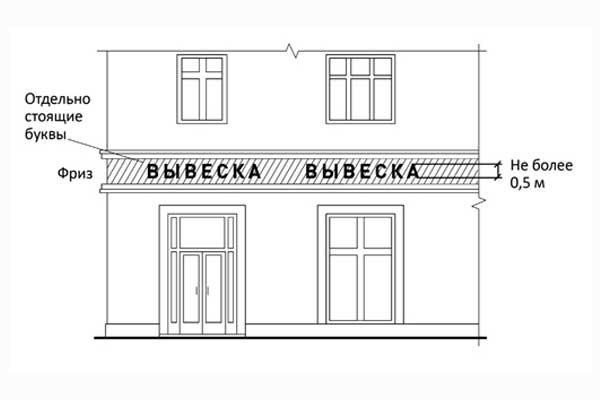 Отдельно
стоящие
буквы
Фриз
ВЫВЕСКА ВЫВЕСКА
Не более
0,5 м